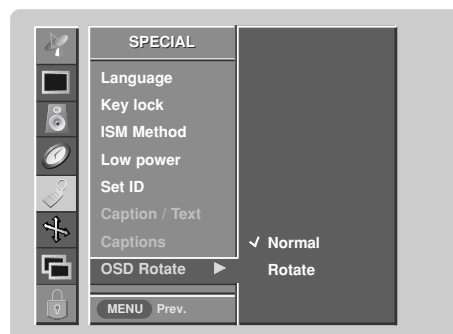 SPECIAL
Language
Key lock
ISM Method
Low power
Set ID
Caption / Text
Captions
OSD Rotate
Normal
Rotate
MENU Prev.